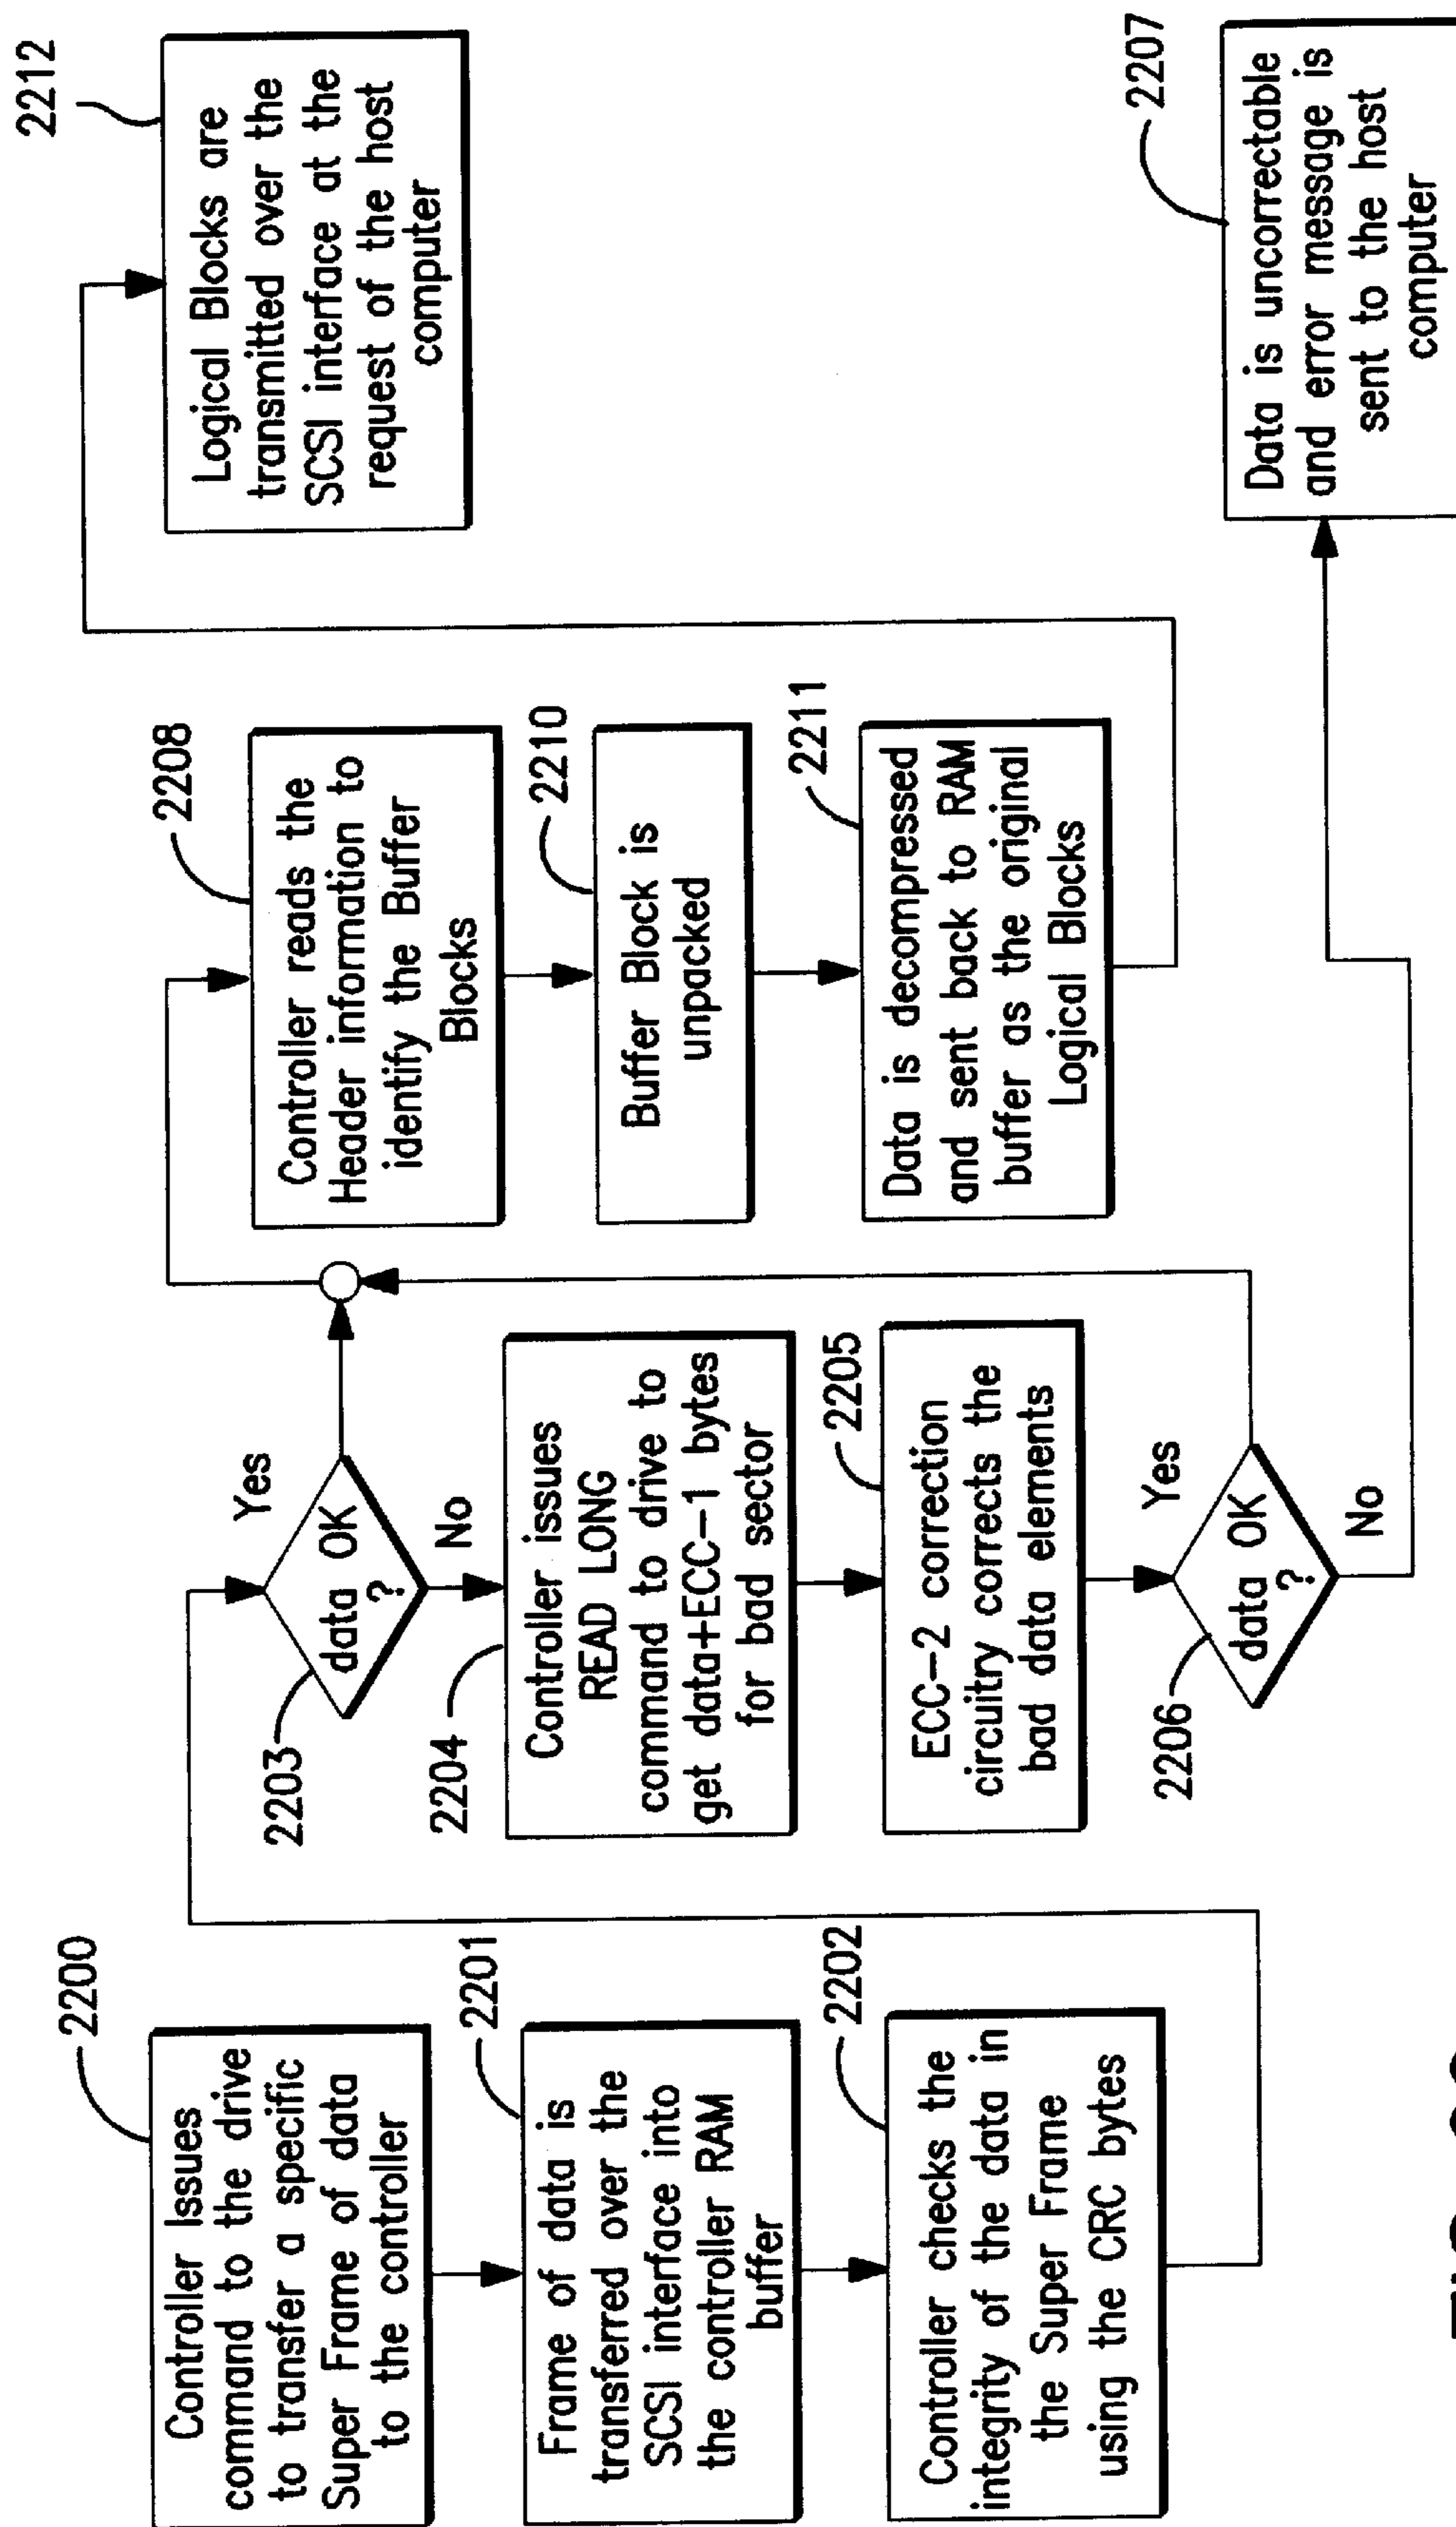 2200
Controller Issues
command to the drive
to transfer a specific
Super Frame of data
to the controller
2201
Frame of data is
transferred over the
SCSI interface into
the controller RAM
buffer
2202
Controller checks the
integrity of the data in
the Super Frame
using the CRC bytes
2203
data OK
?
Yes
No
2204
Controller issues
READ LONG
command to drive to
get data+ECC-1 bytes
for bad sector
2205
ECC-2 correction
circuitry corrects the
bad data elements
2206
data OK
?
Yes
No
2208
Controller reads the
Header information to
identify the Buffer
Blocks
2210
Buffer Block is
unpacked
2211
Data is decompressed
and sent back to RAM
buffer as the original
Logical Blocks
2212
Logical Blocks are
transmitted over the
SCSI interface at the
request of the host
computer
2207
Data is uncorrectable
and error message is
sent to the host
computer